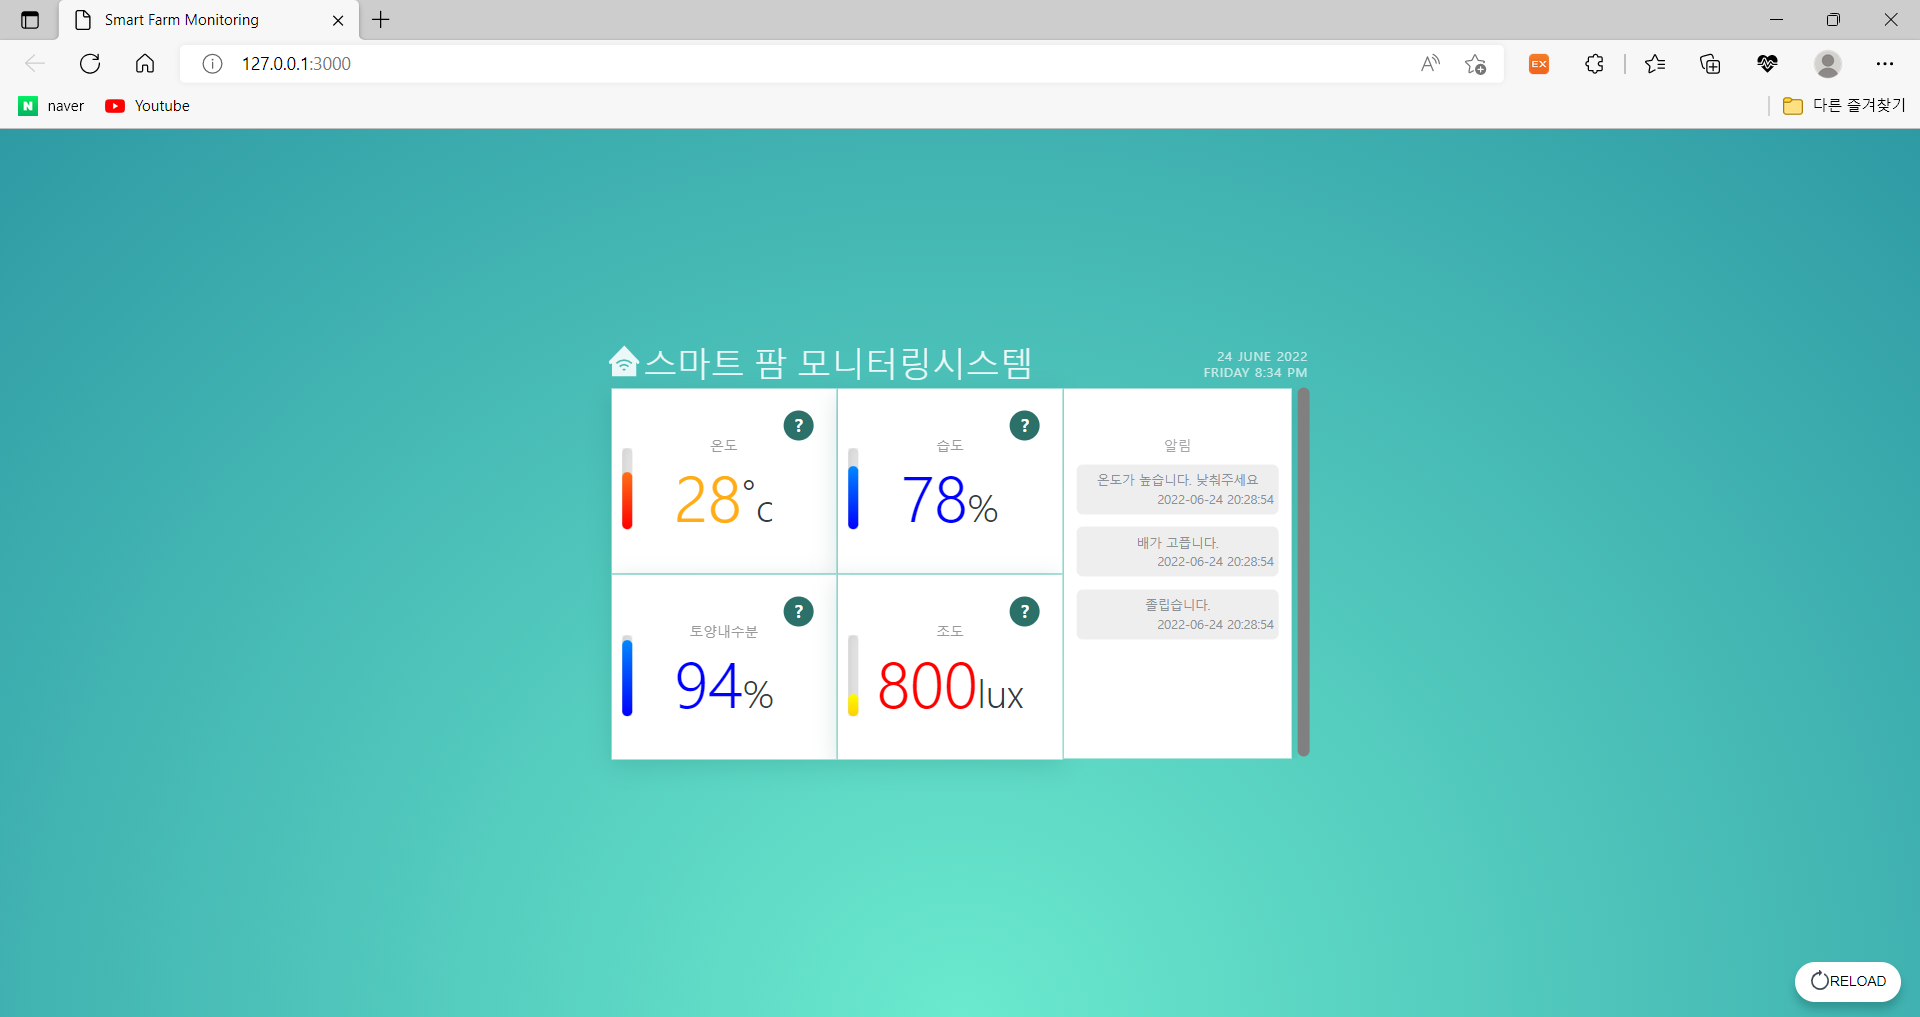 Smart Farm Monitoring
127.0.0.1:3000
EX
naver
Youtube
다른 즐겨찾기
스마트 팜 모니터링시스템
24 JUNE 2022
FRIDAY 8:34 PM
?
온도
28°c
?
습도
78%
알림
온도가 높습니다. 낮춰주세요
2022-06-24 20:28:54
배가 고픕니다.
2022-06-24 20:28:54
졸립습니다.
2022-06-24 20:28:54
?
토양내수분
94%
?
조도
800lux
RELOAD